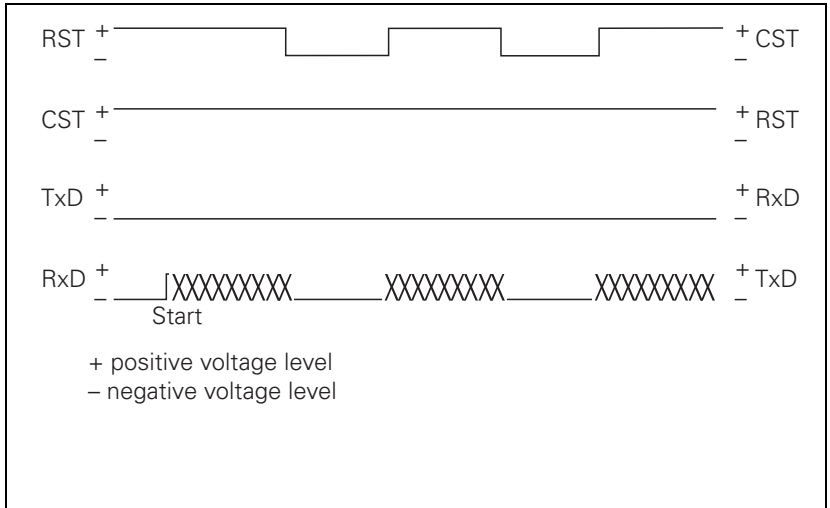 RST + – + – CST
CST + – + – RST
TxD + – + – RxD
RxD + – + – TxD
Start
+ positive voltage level
– negative voltage level